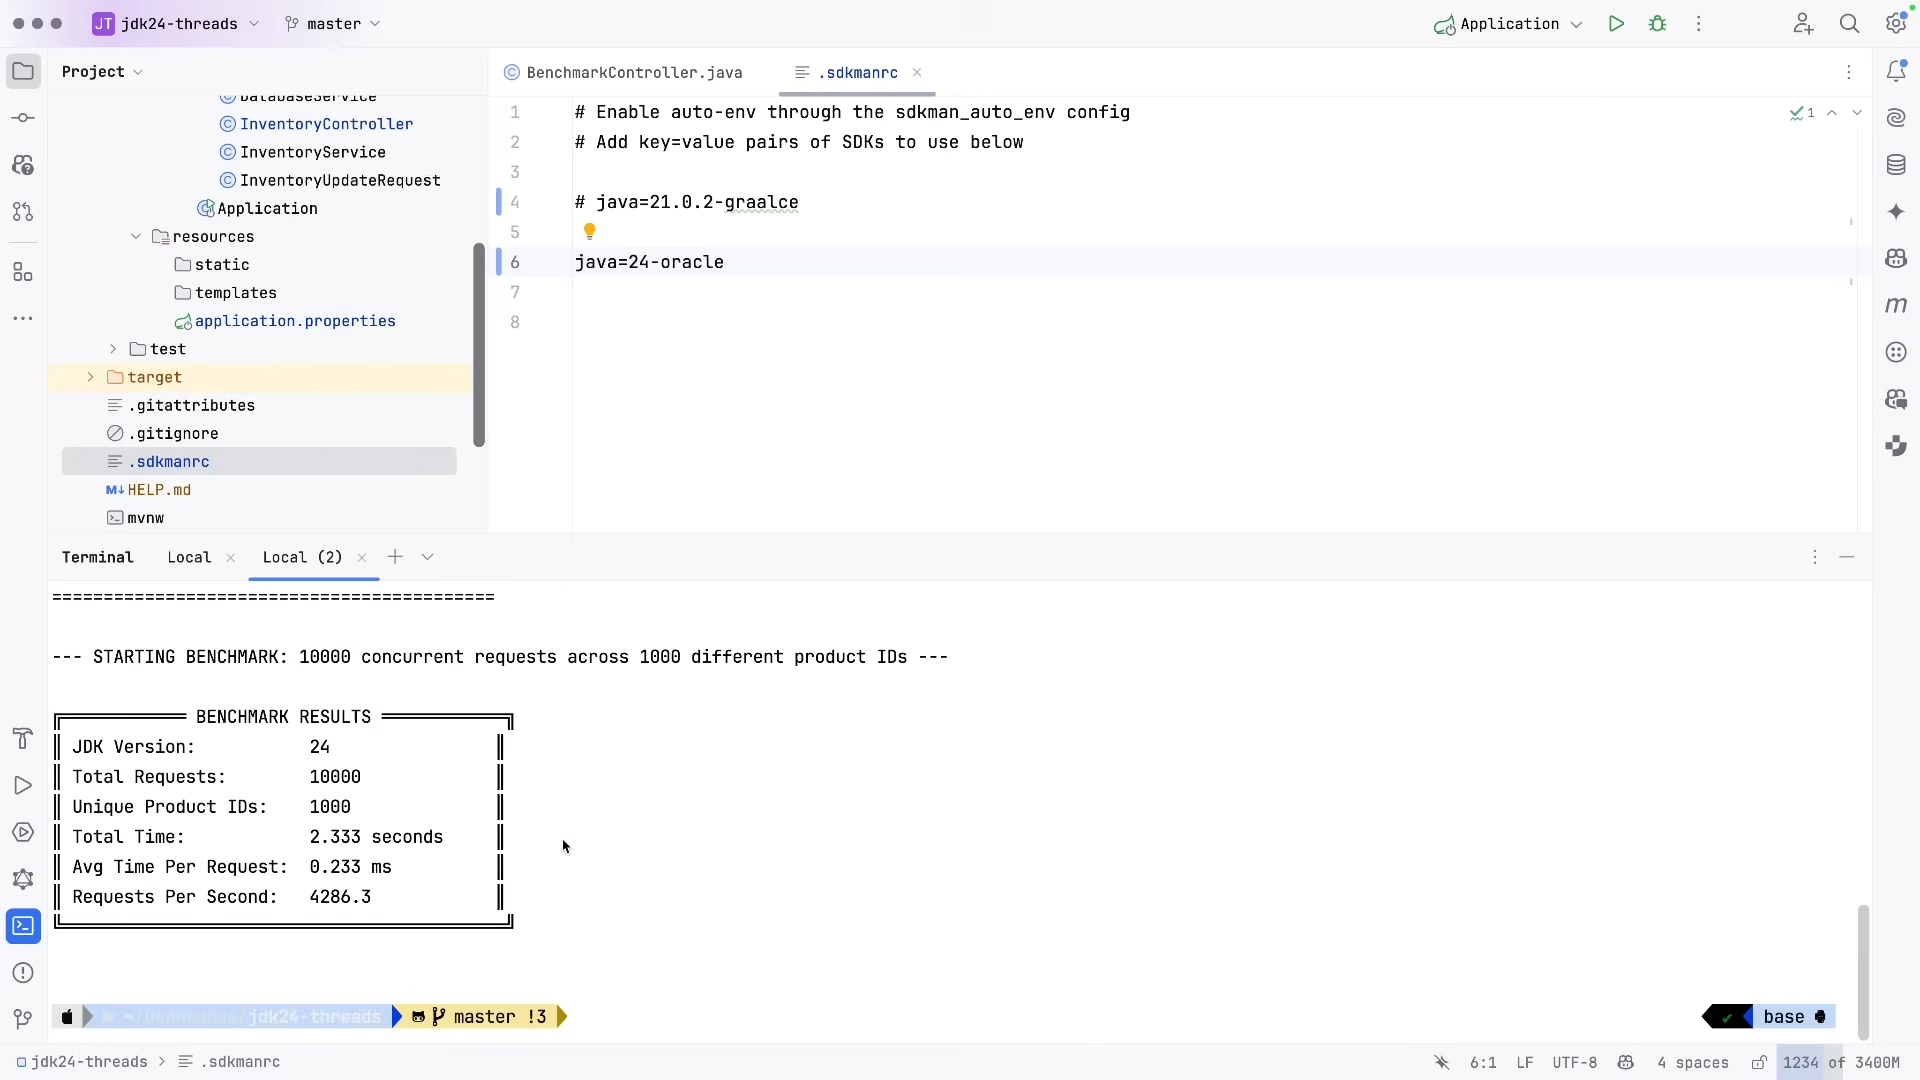 JT jdk24-threads master Application
Project
DatabaseService
InventoryController
InventoryService
InventoryUpdateRequest
Application
resources
static
templates
application.properties
test
target
.gitattributes
.gitignore
.sdkmanrc
M↓ HELP.md
mvnw
BenchmarkController.java .sdkmanrc
1 # Enable auto-env through the sdkman_auto_env config
2 # Add key=value pairs of SDKs to use below
3
4 # java=21.0.2-graalce
5
6 java=24-oracle
7
8
1
m
Terminal Local Local (2)
===========================================
--- STARTING BENCHMARK: 10000 concurrent requests across 1000 different product IDs ---
BENCHMARK RESULTS
JDK Version: 24
Total Requests: 10000
Unique Product IDs: 1000
Total Time: 2.333 seconds
Avg Time Per Request: 0.233 ms
Requests Per Second: 4286.3
jdk24-threads master !3 base
jdk24-threads > .sdkmanrc 6:1 LF UTF-8 4 spaces 1234 of 3400M